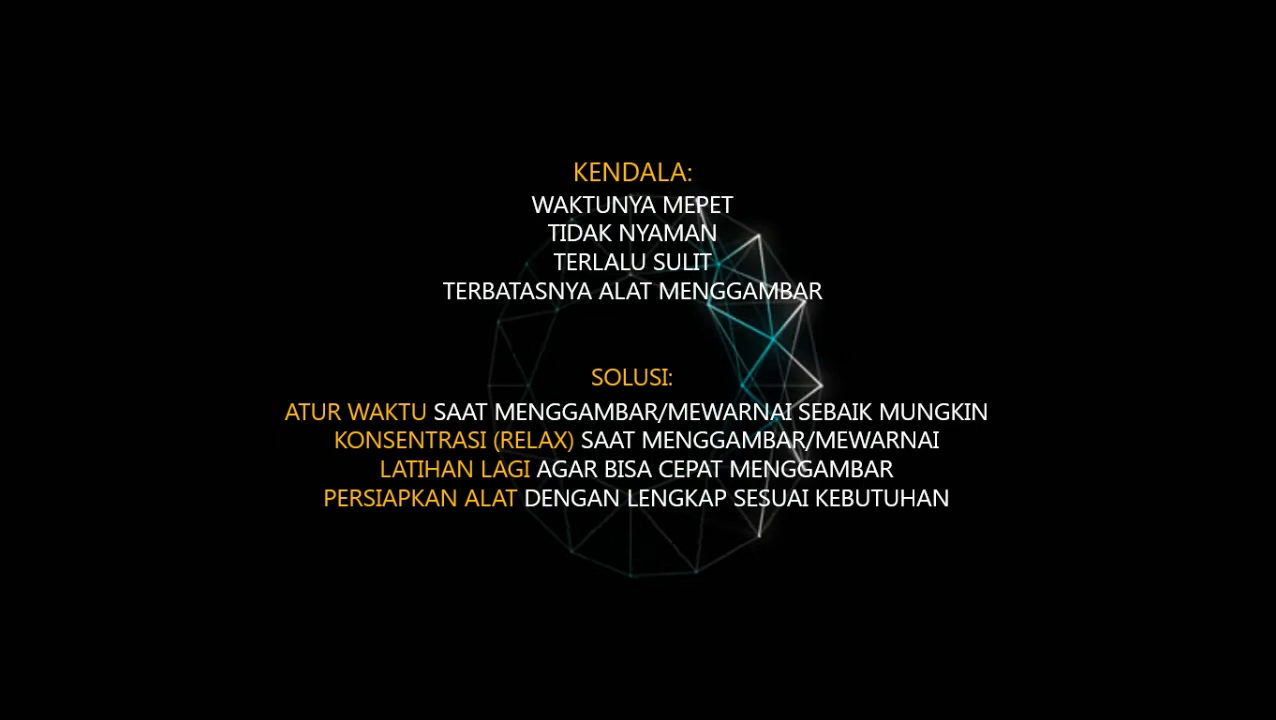 KENDALA:
WAKTUNYA MEPET
TIDAK NYAMAN
TERLALU SULIT
TERBATASNYA ALAT MENGGAMBAR
SOLUSI:
ATUR WAKTU SAAT MENGGAMBAR/MEWARNAI SEBAIK MUNGKIN
KONSENTRASI (RELAX) SAAT MENGGAMBAR/MEWARNAI
LATIHAN LAGI AGAR BISA CEPAT MENGGAMBAR
PERSIAPKAN ALAT DENGAN LENGKAP SESUAI KEBUTUHAN